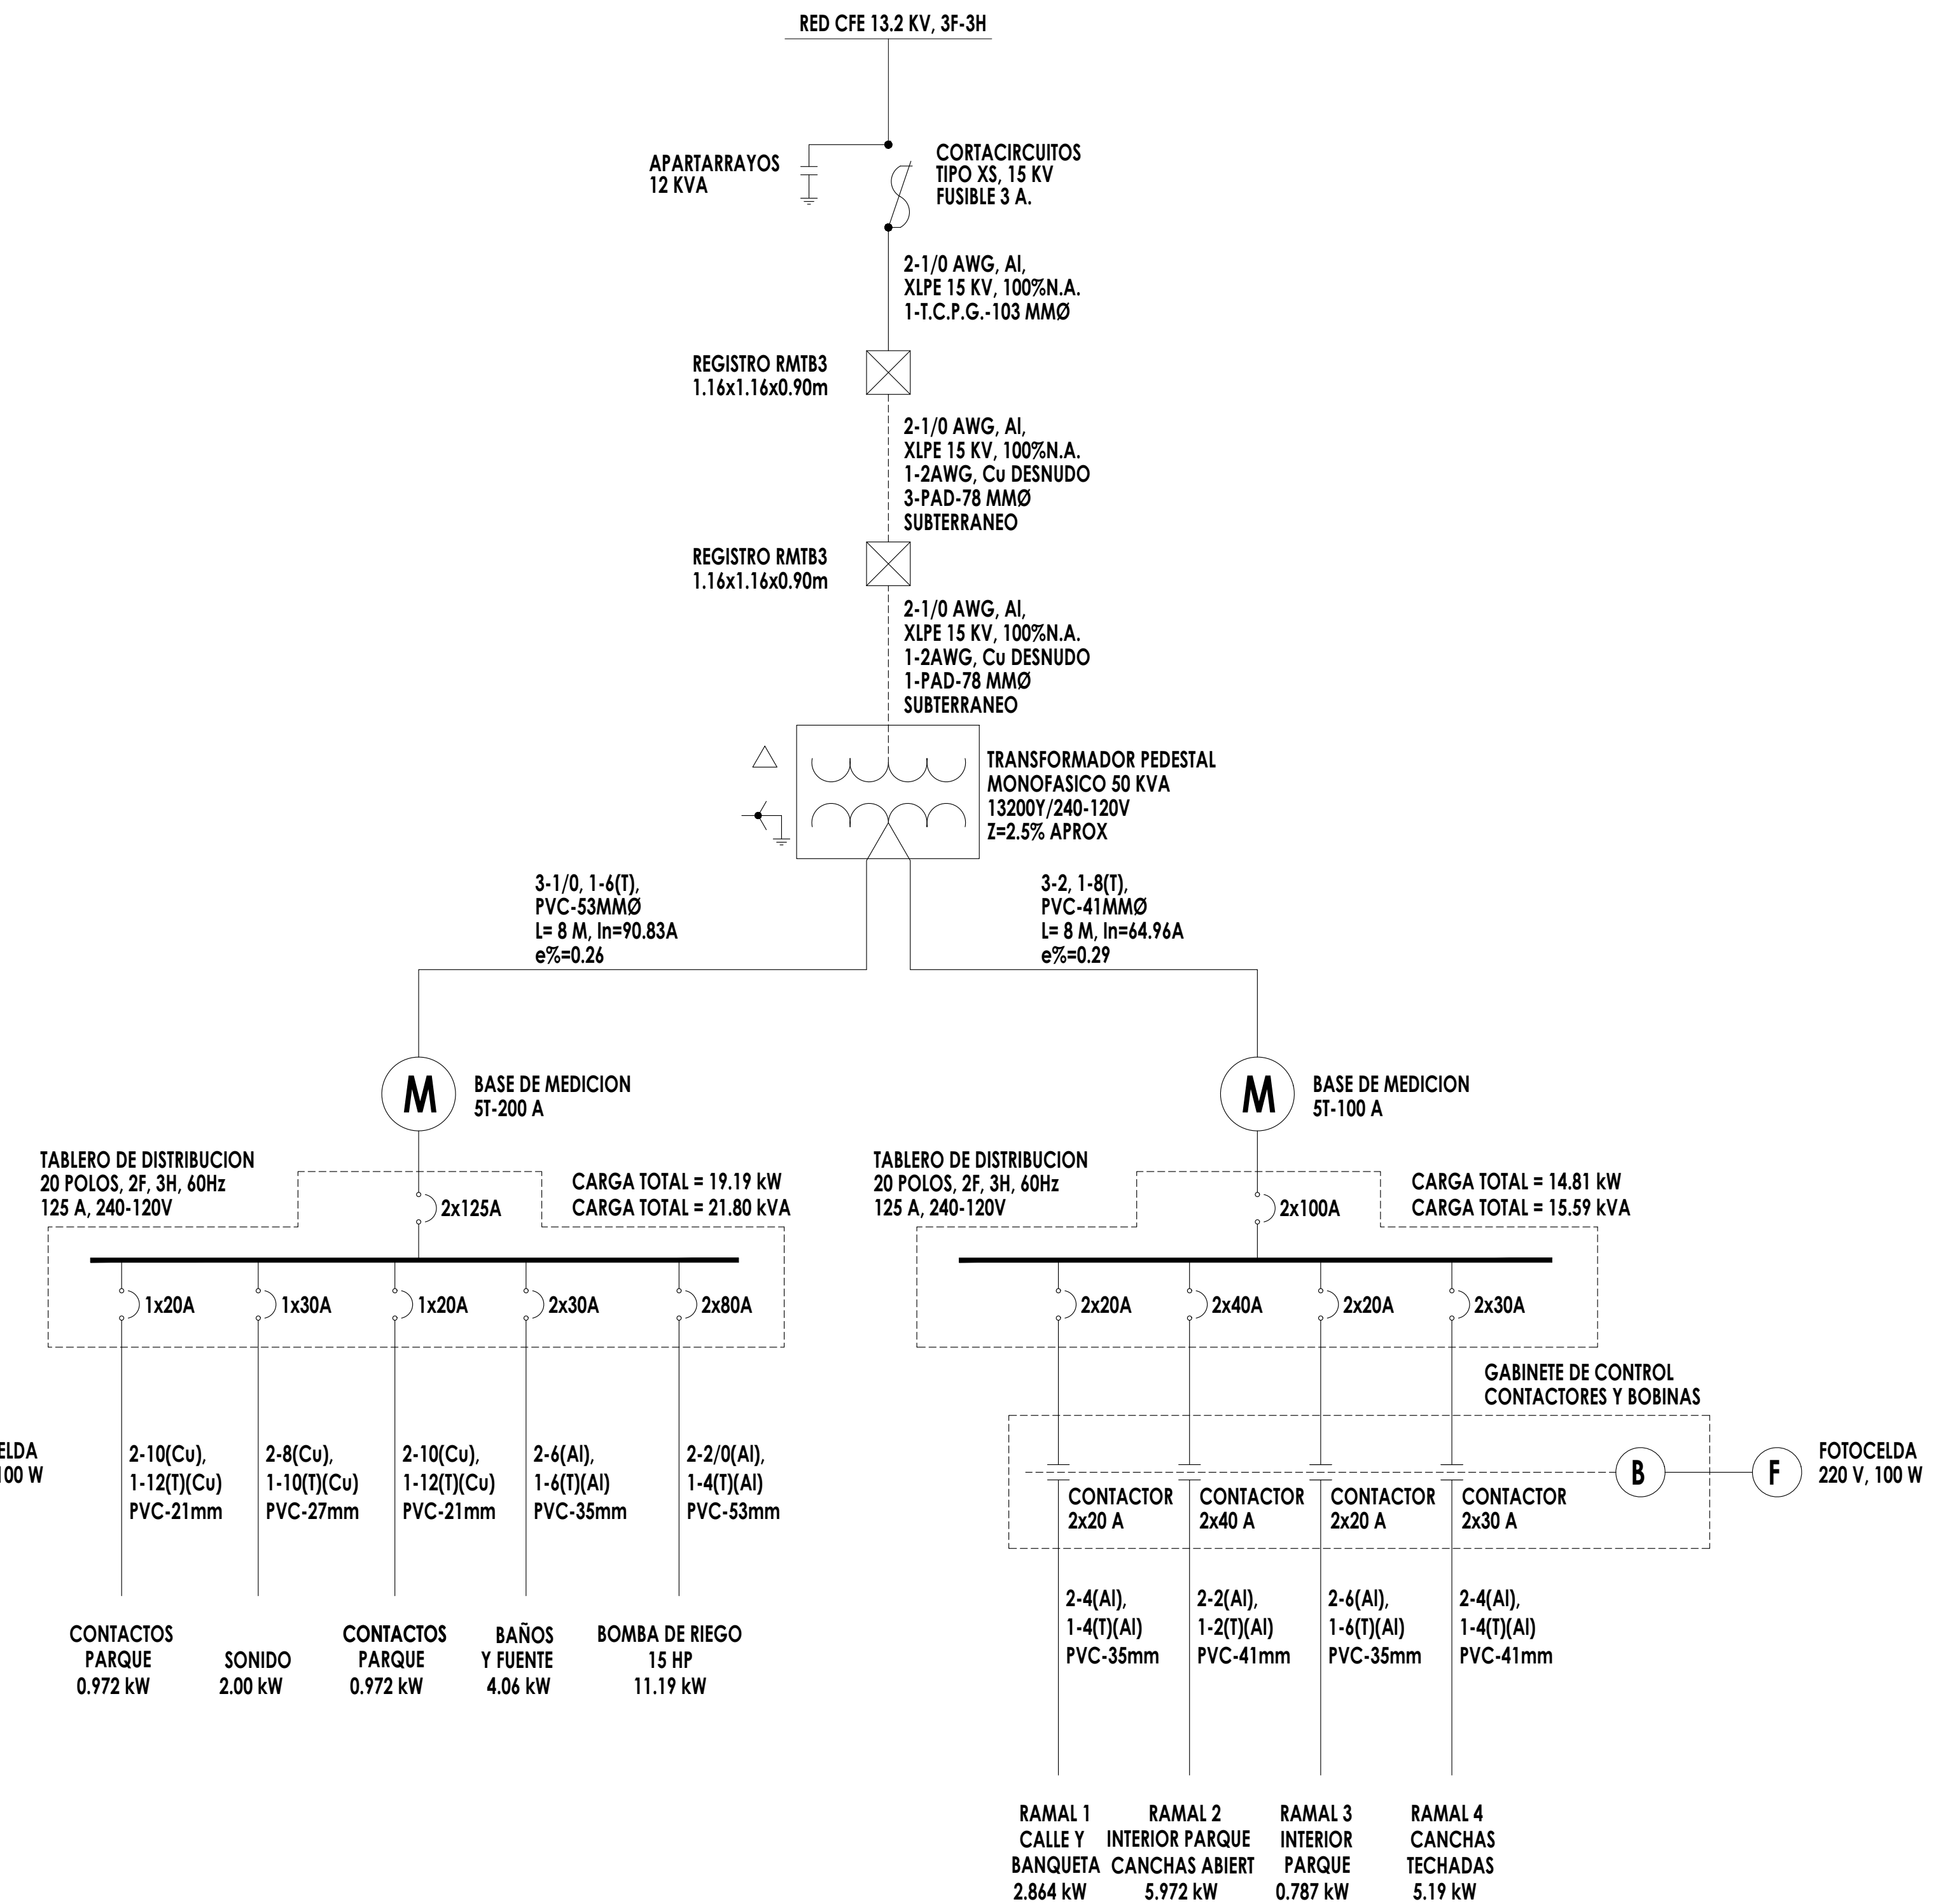 RED CFE 13.2 KV, 3F-3H
APARTARRAYOS
12 KVA
CORTACIRCUITOS
TIPO XS, 15 KV
FUSIBLE 3 A.
2-1/0 AWG, Al,
XLPE 15 KV, 100%N.A.
1-T.C.P.G.-103 MMØ
REGISTRO RMTB3
1.16x1.16x0.90m
2-1/0 AWG, Al,
XLPE 15 KV, 100%N.A.
1-2AWG, Cu DESNUDO
3-PAD-78 MMØ
SUBTERRANEO
REGISTRO RMTB3
1.16x1.16x0.90m
2-1/0 AWG, Al,
XLPE 15 KV, 100%N.A.
1-2AWG, Cu DESNUDO
1-PAD-78 MMØ
SUBTERRANEO
TRANSFORMADOR PEDESTAL
MONOFASICO 50 KVA
13200Y/240-120V
Z=2.5% APROX
3-1/0, 1-6(T),
PVC-53MMØ
L= 8 M, In=90.83A
e%=0.26
3-2, 1-8(T),
PVC-41MMØ
L= 8 M, In=64.96A
e%=0.29
M
BASE DE MEDICION
5T-200 A
M
BASE DE MEDICION
5T-100 A
TABLERO DE DISTRIBUCION
20 POLOS, 2F, 3H, 60Hz
125 A, 240-120V
2x125A
CARGA TOTAL = 19.19 kW
CARGA TOTAL = 21.80 kVA
TABLERO DE DISTRIBUCION
20 POLOS, 2F, 3H, 60Hz
125 A, 240-120V
2x100A
CARGA TOTAL = 14.81 kW
CARGA TOTAL = 15.59 kVA
1x20A
1x30A
1x20A
2x30A
2x80A
2x20A
2x40A
2x20A
2x30A
GABINETE DE CONTROL
CONTACTORES Y BOBINAS
ELDA
100 W
2-10(Cu),
1-12(T)(Cu)
PVC-21mm
2-8(Cu),
1-10(T)(Cu)
PVC-27mm
2-10(Cu),
1-12(T)(Cu)
PVC-21mm
2-6(Al),
1-6(T)(Al)
PVC-35mm
2-2/0(Al),
1-4(T)(Al)
PVC-53mm
B
F
FOTOCELDA
220 V, 100 W
CONTACTOR
2x20 A
CONTACTOR
2x40 A
CONTACTOR
2x20 A
CONTACTOR
2x30 A
2-4(Al),
1-4(T)(Al)
PVC-35mm
2-2(Al),
1-2(T)(Al)
PVC-41mm
2-6(Al),
1-6(T)(Al)
PVC-35mm
2-4(Al),
1-4(T)(Al)
PVC-41mm
CONTACTOS
PARQUE
0.972 kW
SONIDO
2.00 kW
CONTACTOS
PARQUE
0.972 kW
BAÑOS
Y FUENTE
4.06 kW
BOMBA DE RIEGO
15 HP
11.19 kW
RAMAL 1
CALLE Y
BANQUETA
2.864 kW
RAMAL 2
INTERIOR PARQUE
CANCHAS ABIERT
5.972 kW
RAMAL 3
INTERIOR
PARQUE
0.787 kW
RAMAL 4
CANCHAS
TECHADAS
5.19 kW